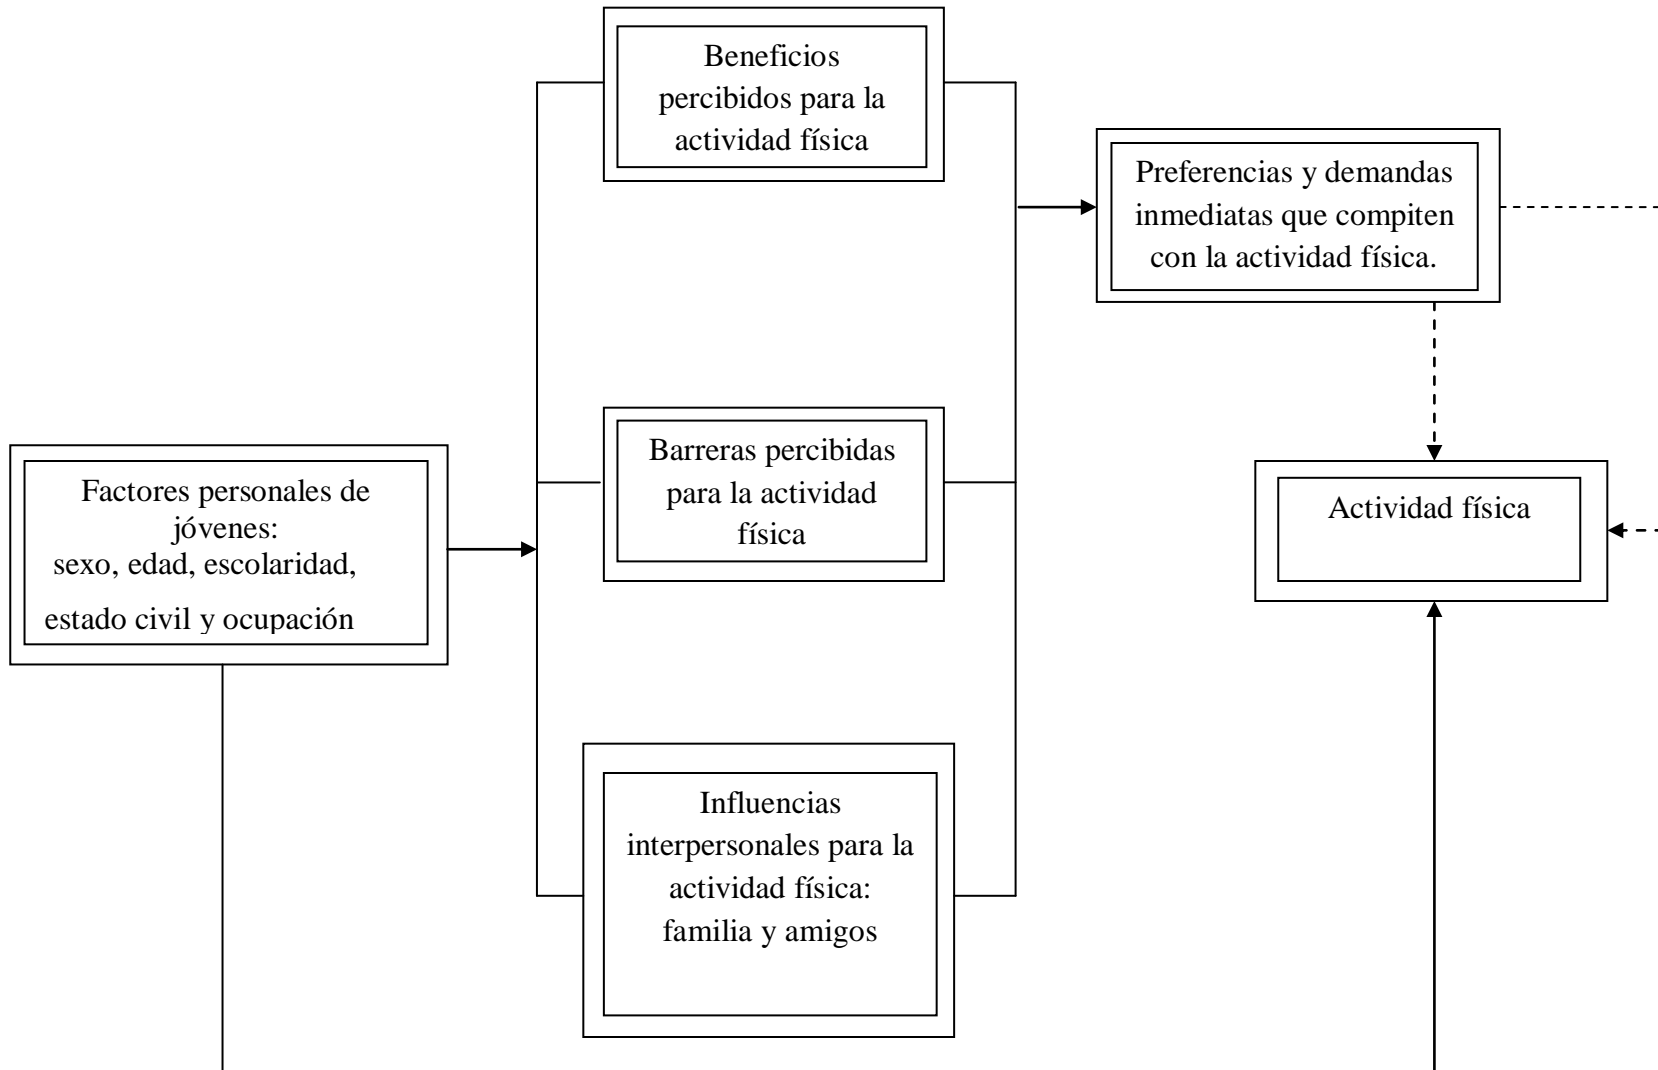 Beneficios
percibidos para la
actividad física
Preferencias y demandas
inmediatas que compiten
con la actividad física.
Barreras percibidas
para la actividad
física
Factores personales de
jóvenes:
sexo, edad, escolaridad,
estado civil y ocupación
Actividad física
Influencias
interpersonales para la
actividad física:
familia y amigos